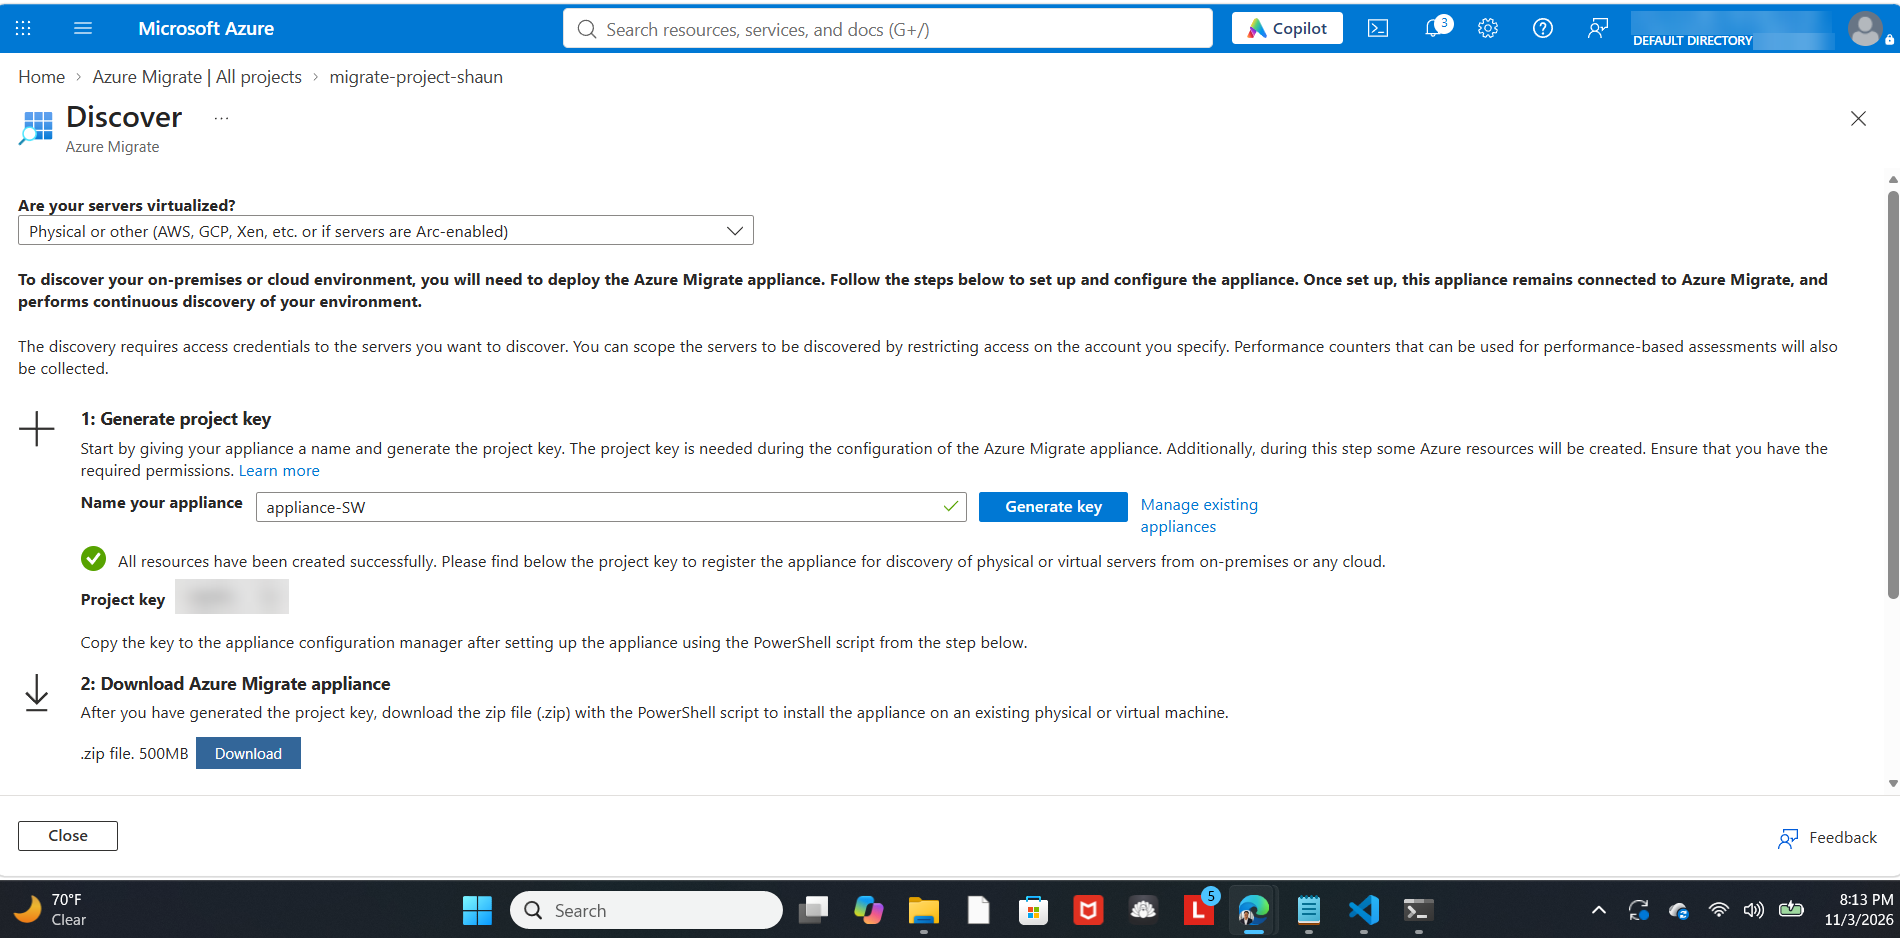 Microsoft Azure
Search resources, services, and docs (G+/)
Copilot
3
DEFAULT DIRECTORY
Home > Azure Migrate | All projects > migrate-project-shaun
Discover ...
Azure Migrate
Are your servers virtualized?
Physical or other (AWS, GCP, Xen, etc. or if servers are Arc-enabled)
To discover your on-premises or cloud environment, you will need to deploy the Azure Migrate appliance. Follow the steps below to set up and configure the appliance. Once set up, this appliance remains connected to Azure Migrate, and
performs continuous discovery of your environment.
The discovery requires access credentials to the servers you want to discover. You can scope the servers to be discovered by restricting access on the account you specify. Performance counters that can be used for performance-based assessments will also
be collected.
1: Generate project key
Start by giving your appliance a name and generate the project key. The project key is needed during the configuration of the Azure Migrate appliance. Additionally, during this step some Azure resources will be created. Ensure that you have the
required permissions. Learn more
Name your appliance
appliance-SW
Generate key
Manage existing
appliances
All resources have been created successfully. Please find below the project key to register the appliance for discovery of physical or virtual servers from on-premises or any cloud.
Project key
Copy the key to the appliance configuration manager after setting up the appliance using the PowerShell script from the step below.
2: Download Azure Migrate appliance
After you have generated the project key, download the zip file (.zip) with the PowerShell script to install the appliance on an existing physical or virtual machine.
.zip file. 500MB
Download
Close
Feedback
70°F
Clear
Search
L
5
8:13 PM
11/3/2026